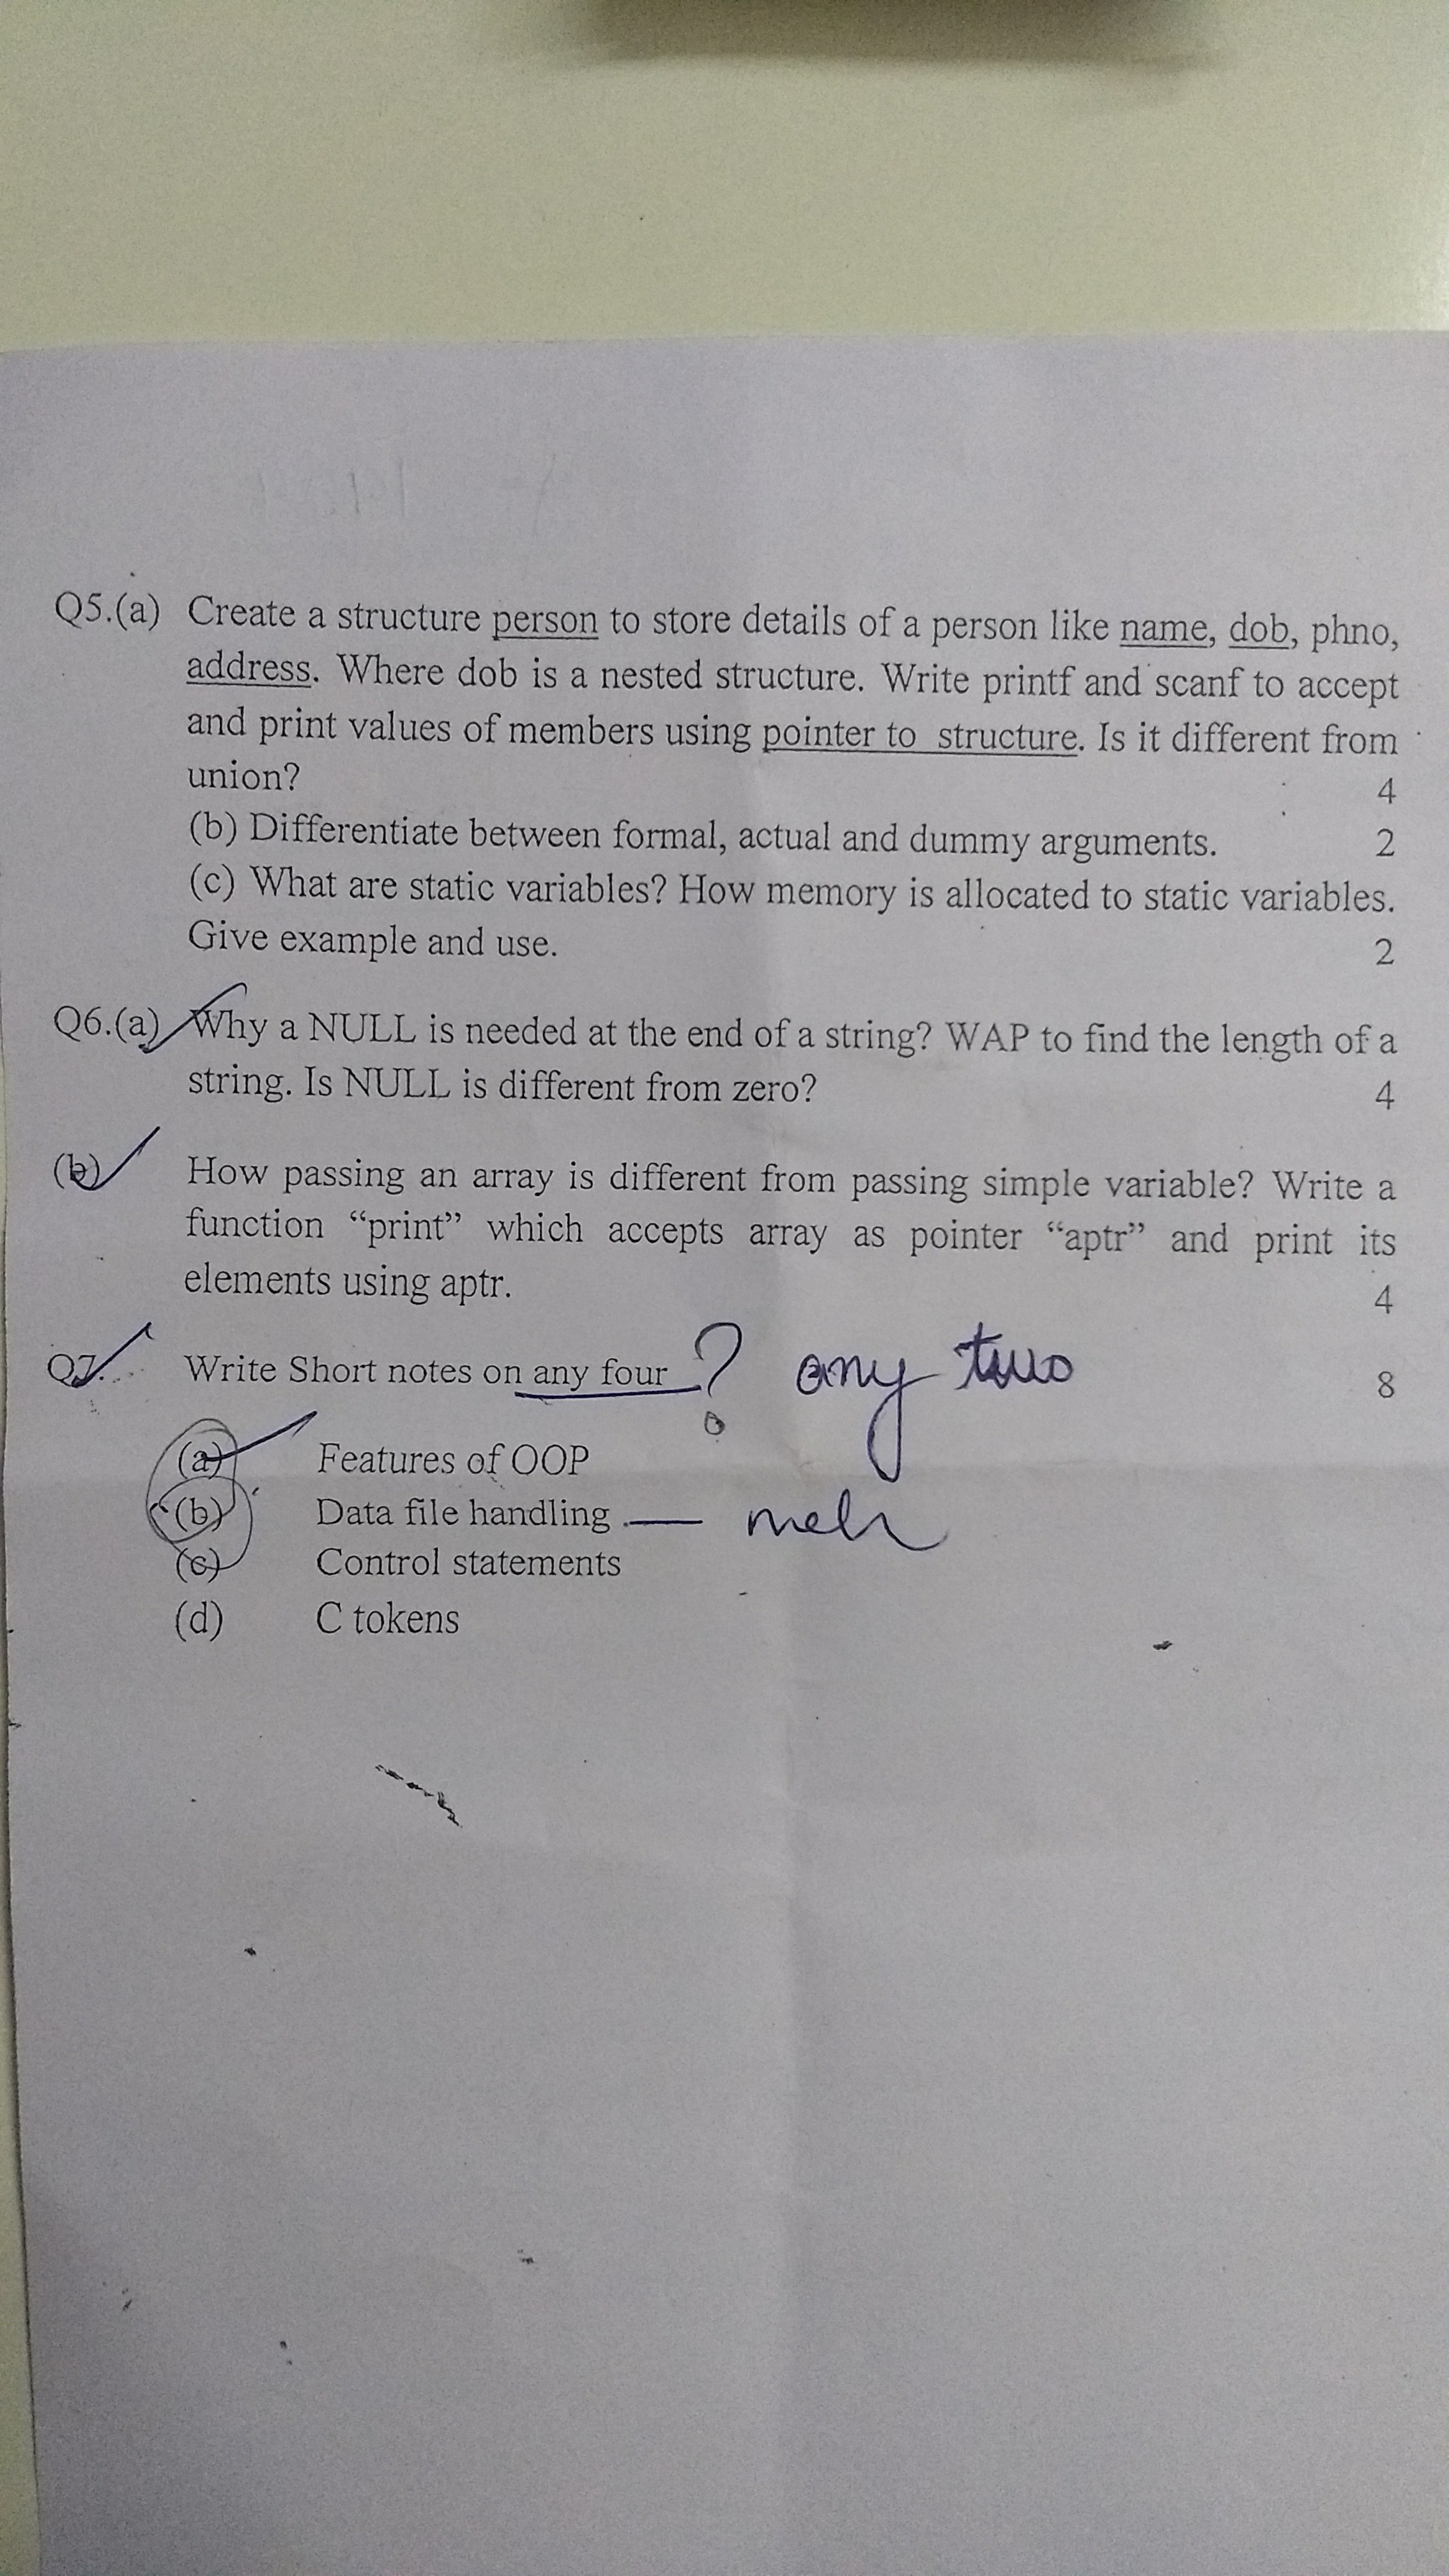 Q5.(a) Create a structure person to store details of a person like name, dob, phno,
address. Where dob is a nested structure. Write printf and scanf to accept
and print values of members using pointer to structure. Is it different from
union? 4
(b) Differentiate between formal, actual and dummy arguments. 2
(c) What are static variables? How memory is allocated to static variables.
Give example and use. 2
Q6.(a) Why a NULL is needed at the end of a string? WAP to find the length of a
string. Is NULL is different from zero? 4
(b) How passing an array is different from passing simple variable? Write a
function “print” which accepts array as pointer “aptr” and print its
elements using aptr. 4
Q7. Write Short notes on any four ? any two 8
(a) Features of OOP
(b) Data file handling — meh
(c) Control statements
(d) C tokens